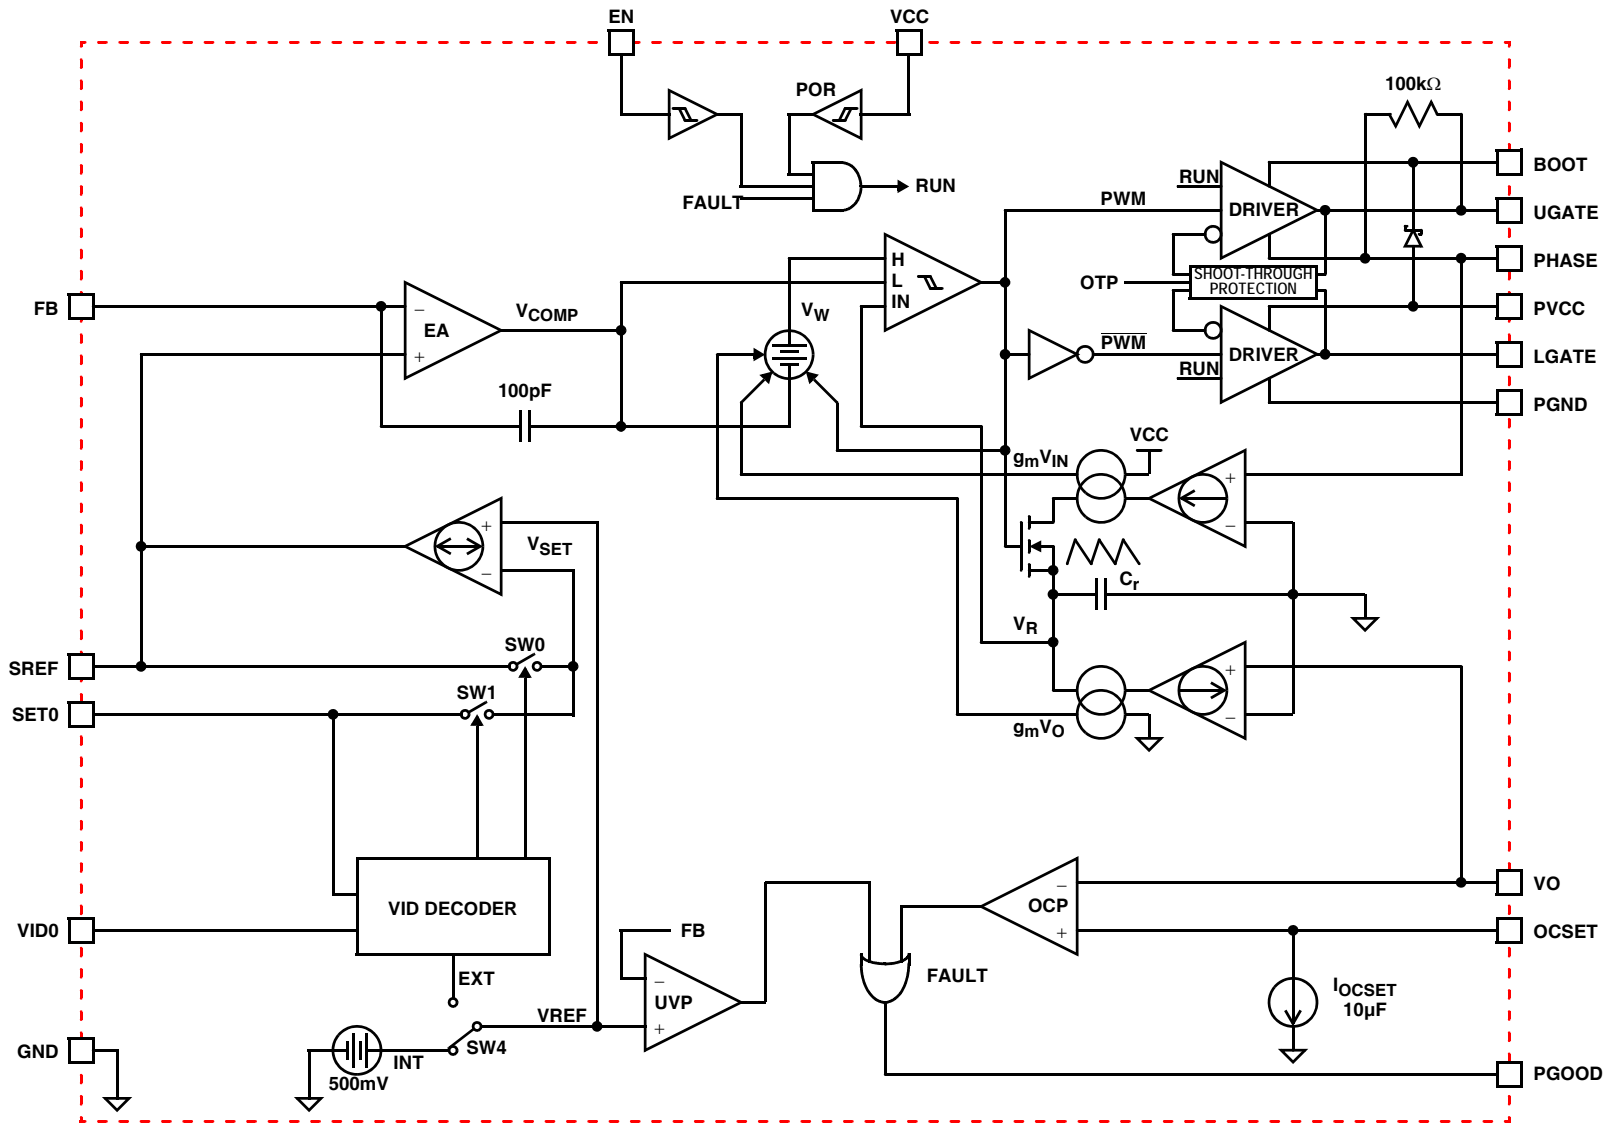 EN
VCC
POR
100kΩ
RUN
FAULT
RUN
PWM
DRIVER
BOOT
UGATE
PHASE
OTP
SHOOT-THROUGH
PROTECTION
H
L
IN
FB
−
EA
+
VCOMP
VW
PVCC
PWM
DRIVER
RUN
LGATE
PGND
100pF
VCC
gmVIN
+
−
+
VSET
−
Cr
VR
SREF
SW0
SET0
SW1
gmVO
+
−
VID DECODER
VID0
EXT
FB
−
UVP
+
VREF
SW4
INT
500mV
GND
FAULT
−
OCP
+
VO
OCSET
IOCSET
10µF
PGOOD